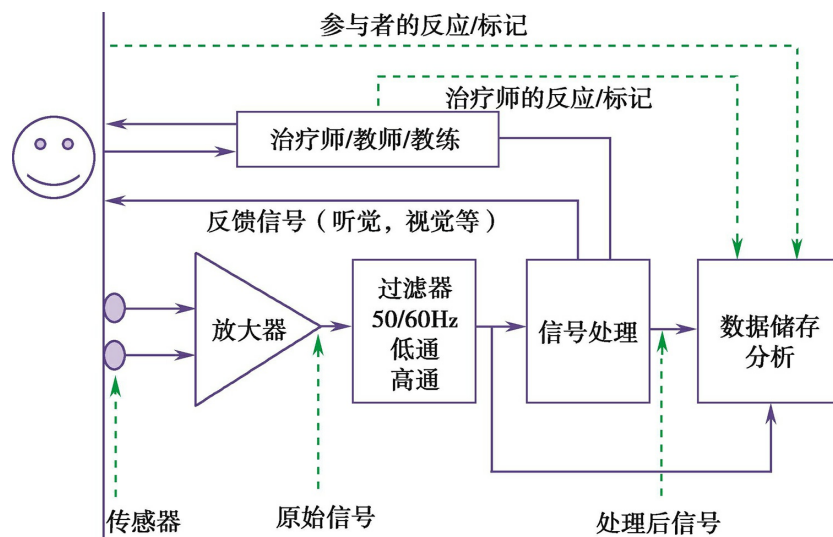 参与者的反应/标记
治疗师的反应/标记
治疗师/教师/教练
反馈信号（听觉，视觉等）
放大器
过滤器
50/60Hz
低通
高通
信号处理
数据储存
分析
传感器
原始信号
处理后信号